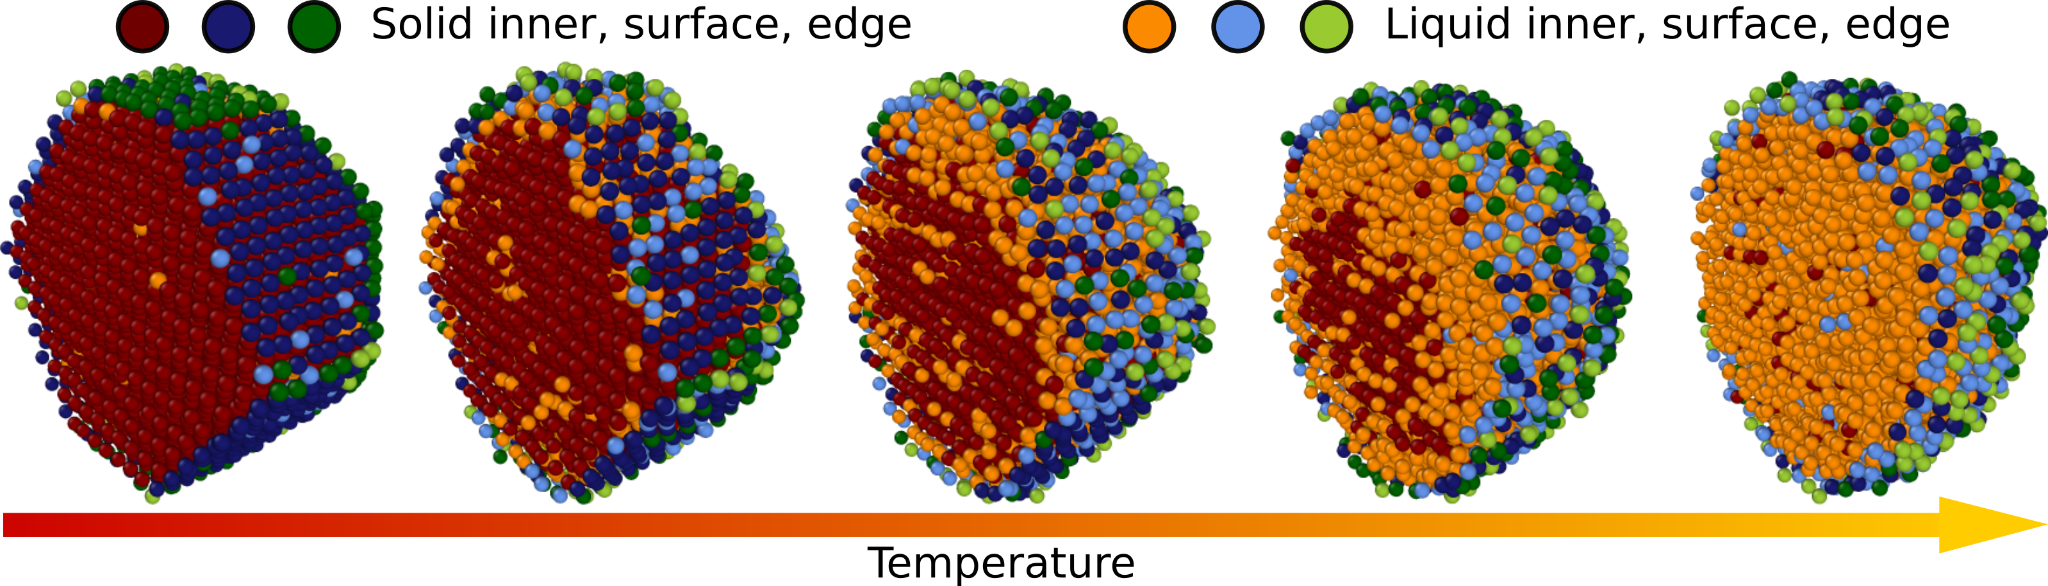 Solid inner, surface, edge
Liquid inner, surface, edge
Temperature